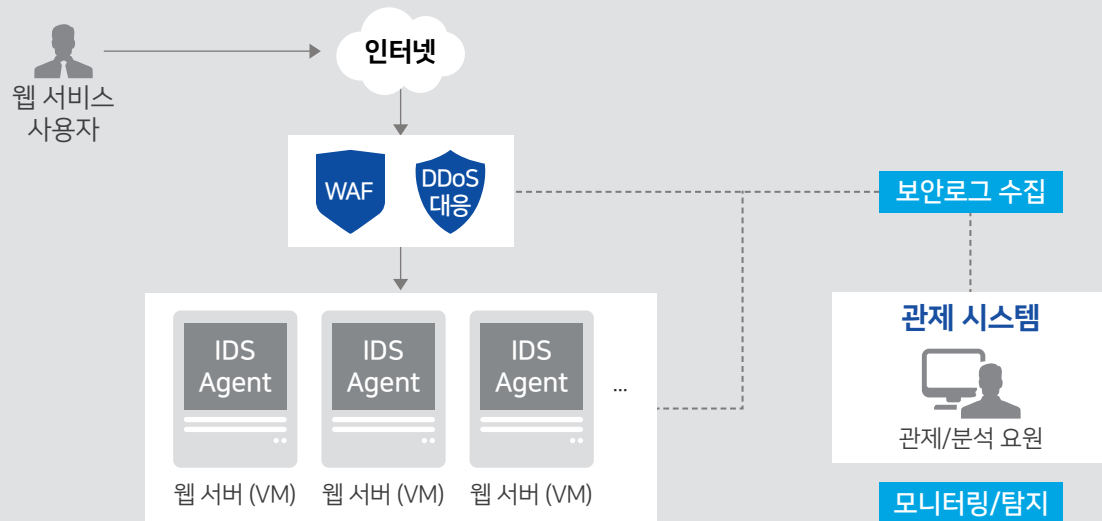 인터넷
웹 서비스
사용자
WAF
DDoS
대응
보안로그 수집
관제 시스템
IDS
Agent
IDS
Agent
IDS
Agent
...
관제/분석 요원
웹 서버 (VM)
웹 서버 (VM)
웹 서버 (VM)
모니터링/탐지